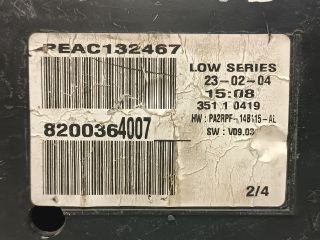 PEAC132467
LOW SERIES
23-02-04
15:08
351 1 0419
HW : PA2RPF-14B115-AL
SW : V09.03
8200364007
2/4